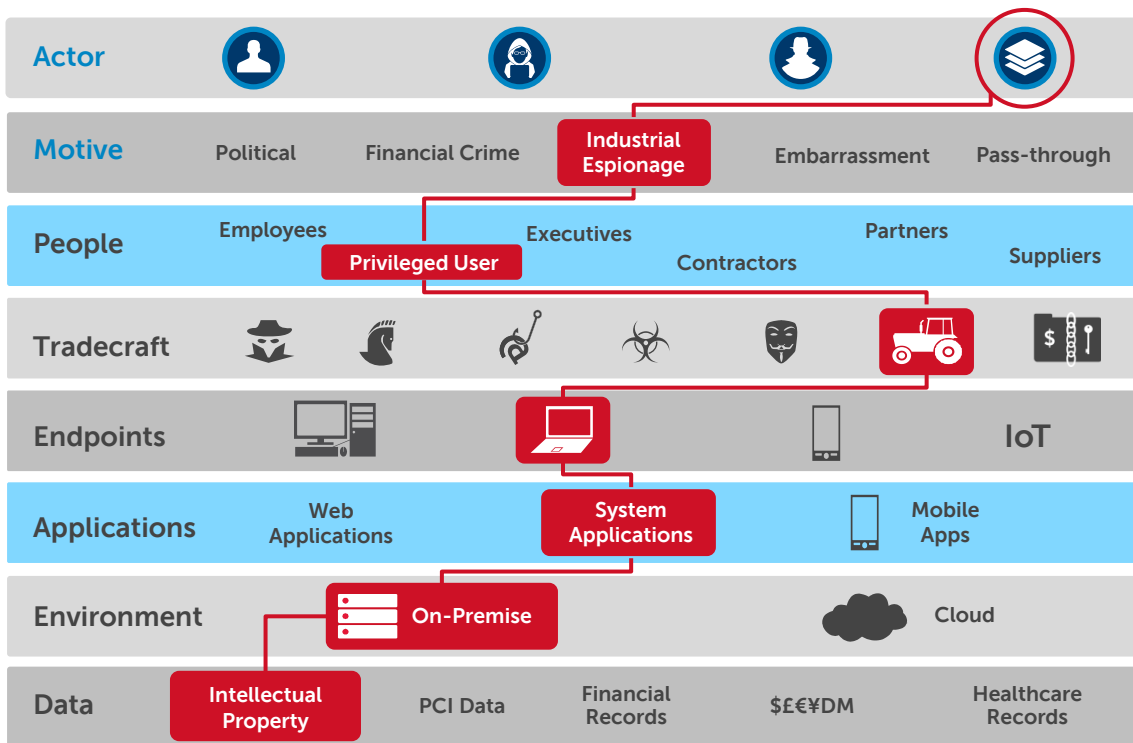 Actor
Motive
Political
Financial Crime
Industrial
Espionage
Embarrassment
Pass-through
People
Employees
Privileged User
Executives
Contractors
Partners
Suppliers
Tradecraft
$
Endpoints
IoT
Applications
Web
Applications
System
Applications
Mobile
Apps
Environment
On-Premise
Cloud
Data
Intellectual
Property
PCI Data
Financial
Records
$£€¥DM
Healthcare
Records